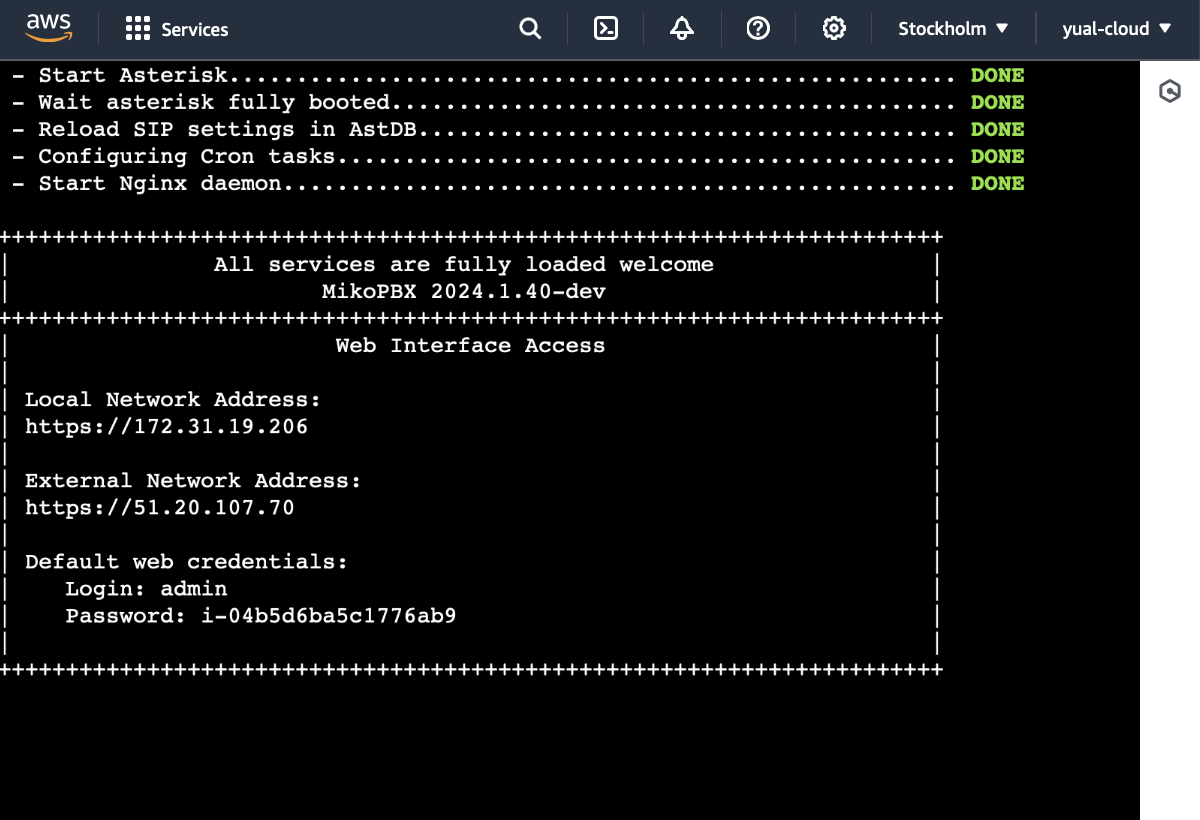 aws Services Stockholm ▼ yual-cloud ▼
- Start Asterisk...................................................... DONE
- Wait asterisk fully booted.......................................... DONE
- Reload SIP settings in AstDB........................................ DONE
- Configuring Cron tasks.............................................. DONE
- Start Nginx daemon.................................................. DONE
++++++++++++++++++++++++++++++++++++++++++++++++++++++++++++++++++++++
| All services are fully loaded welcome |
| MikoPBX 2024.1.40-dev |
++++++++++++++++++++++++++++++++++++++++++++++++++++++++++++++++++++++
| Web Interface Access |
| |
| Local Network Address: |
| https://172.31.19.206 |
| |
| External Network Address: |
| https://51.20.107.70 |
| |
| Default web credentials: |
| Login: admin |
| Password: i-04b5d6ba5c1776ab9 |
| |
++++++++++++++++++++++++++++++++++++++++++++++++++++++++++++++++++++++